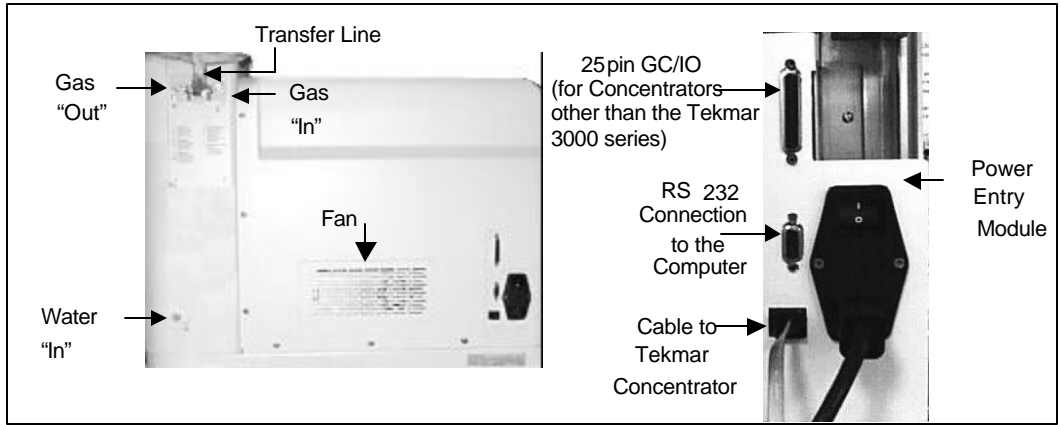 Transfer Line
Gas
“Out”
Gas
“In”
Fan
Water
“In”
25pin GC/IO
(for Concentrators
other than the Tekmar
3000 series)
RS 232
Connection
to the
Computer
Cable to
Tekmar
Concentrator
Power
Entry
Module